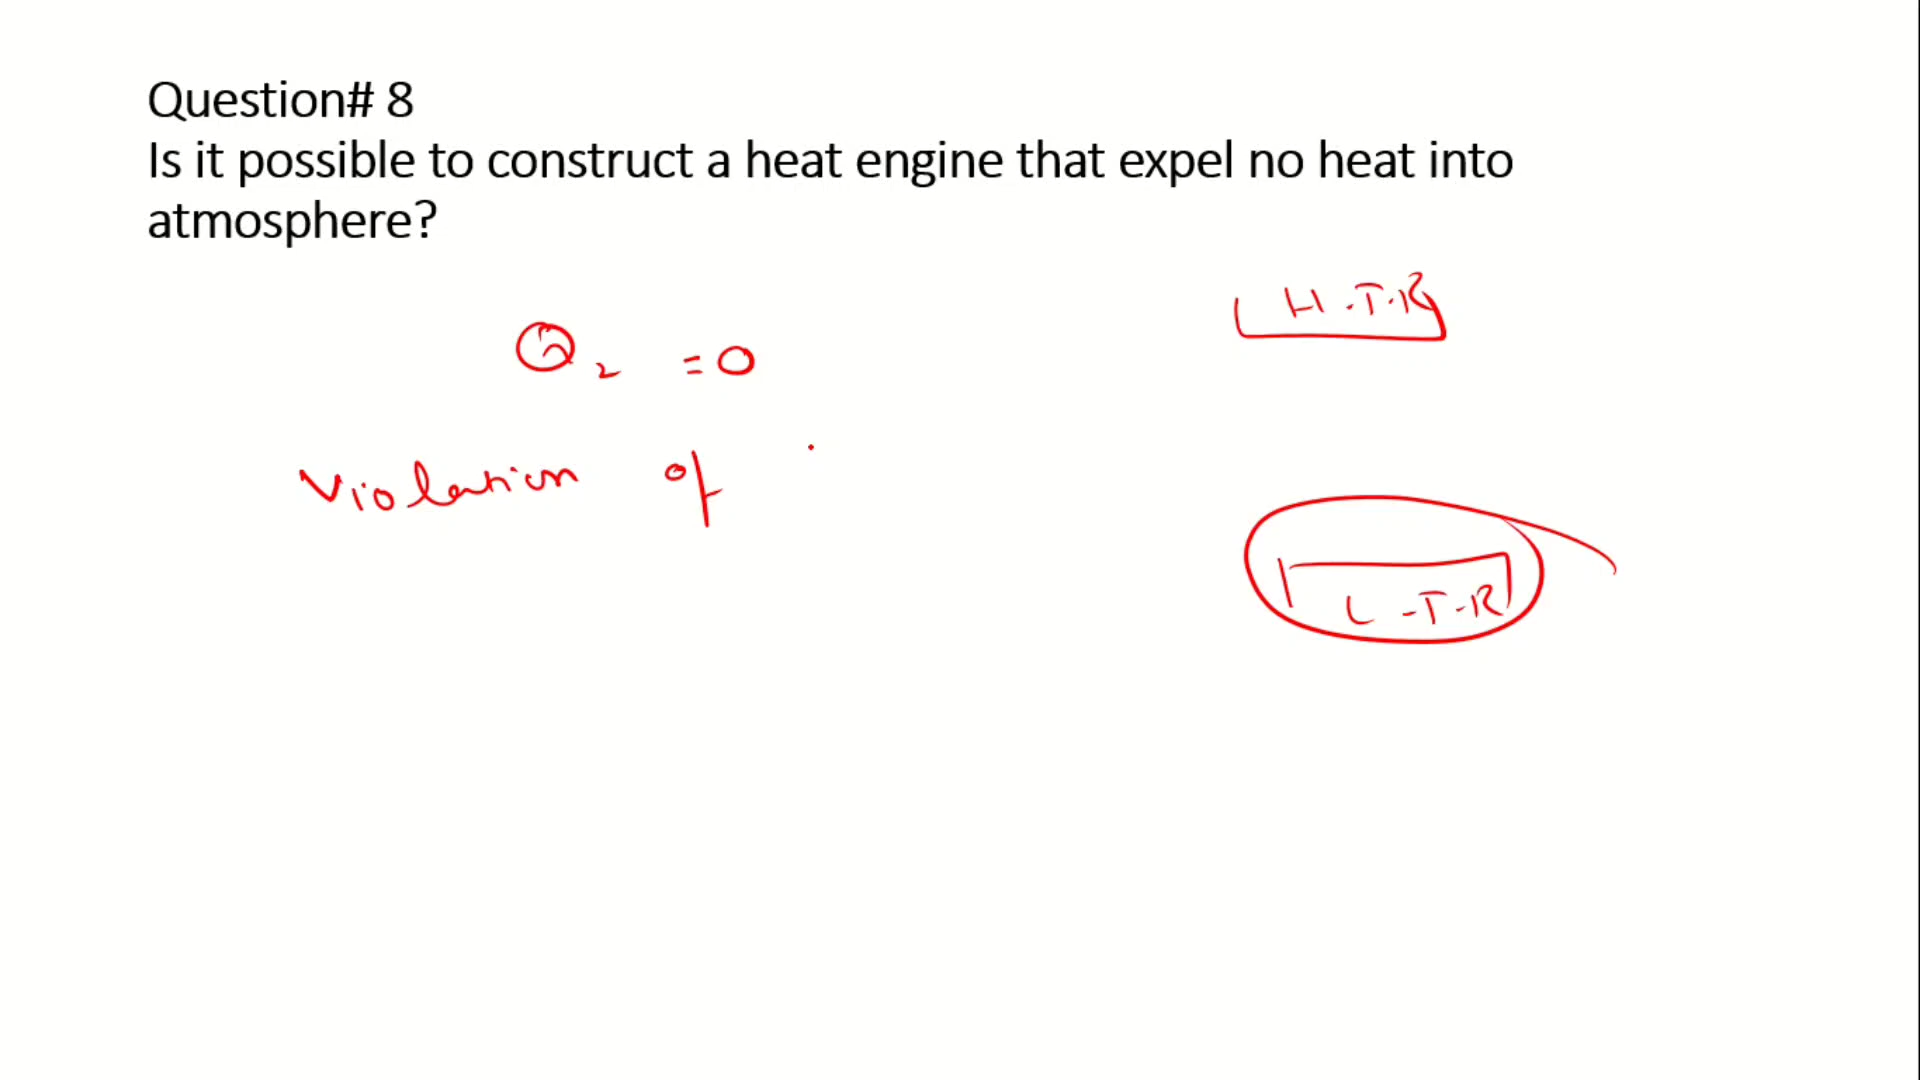 Question# 8
Is it possible to construct a heat engine that expel no heat into
atmosphere?
H.T.R
Q2 = 0
Violation of
L.T.R